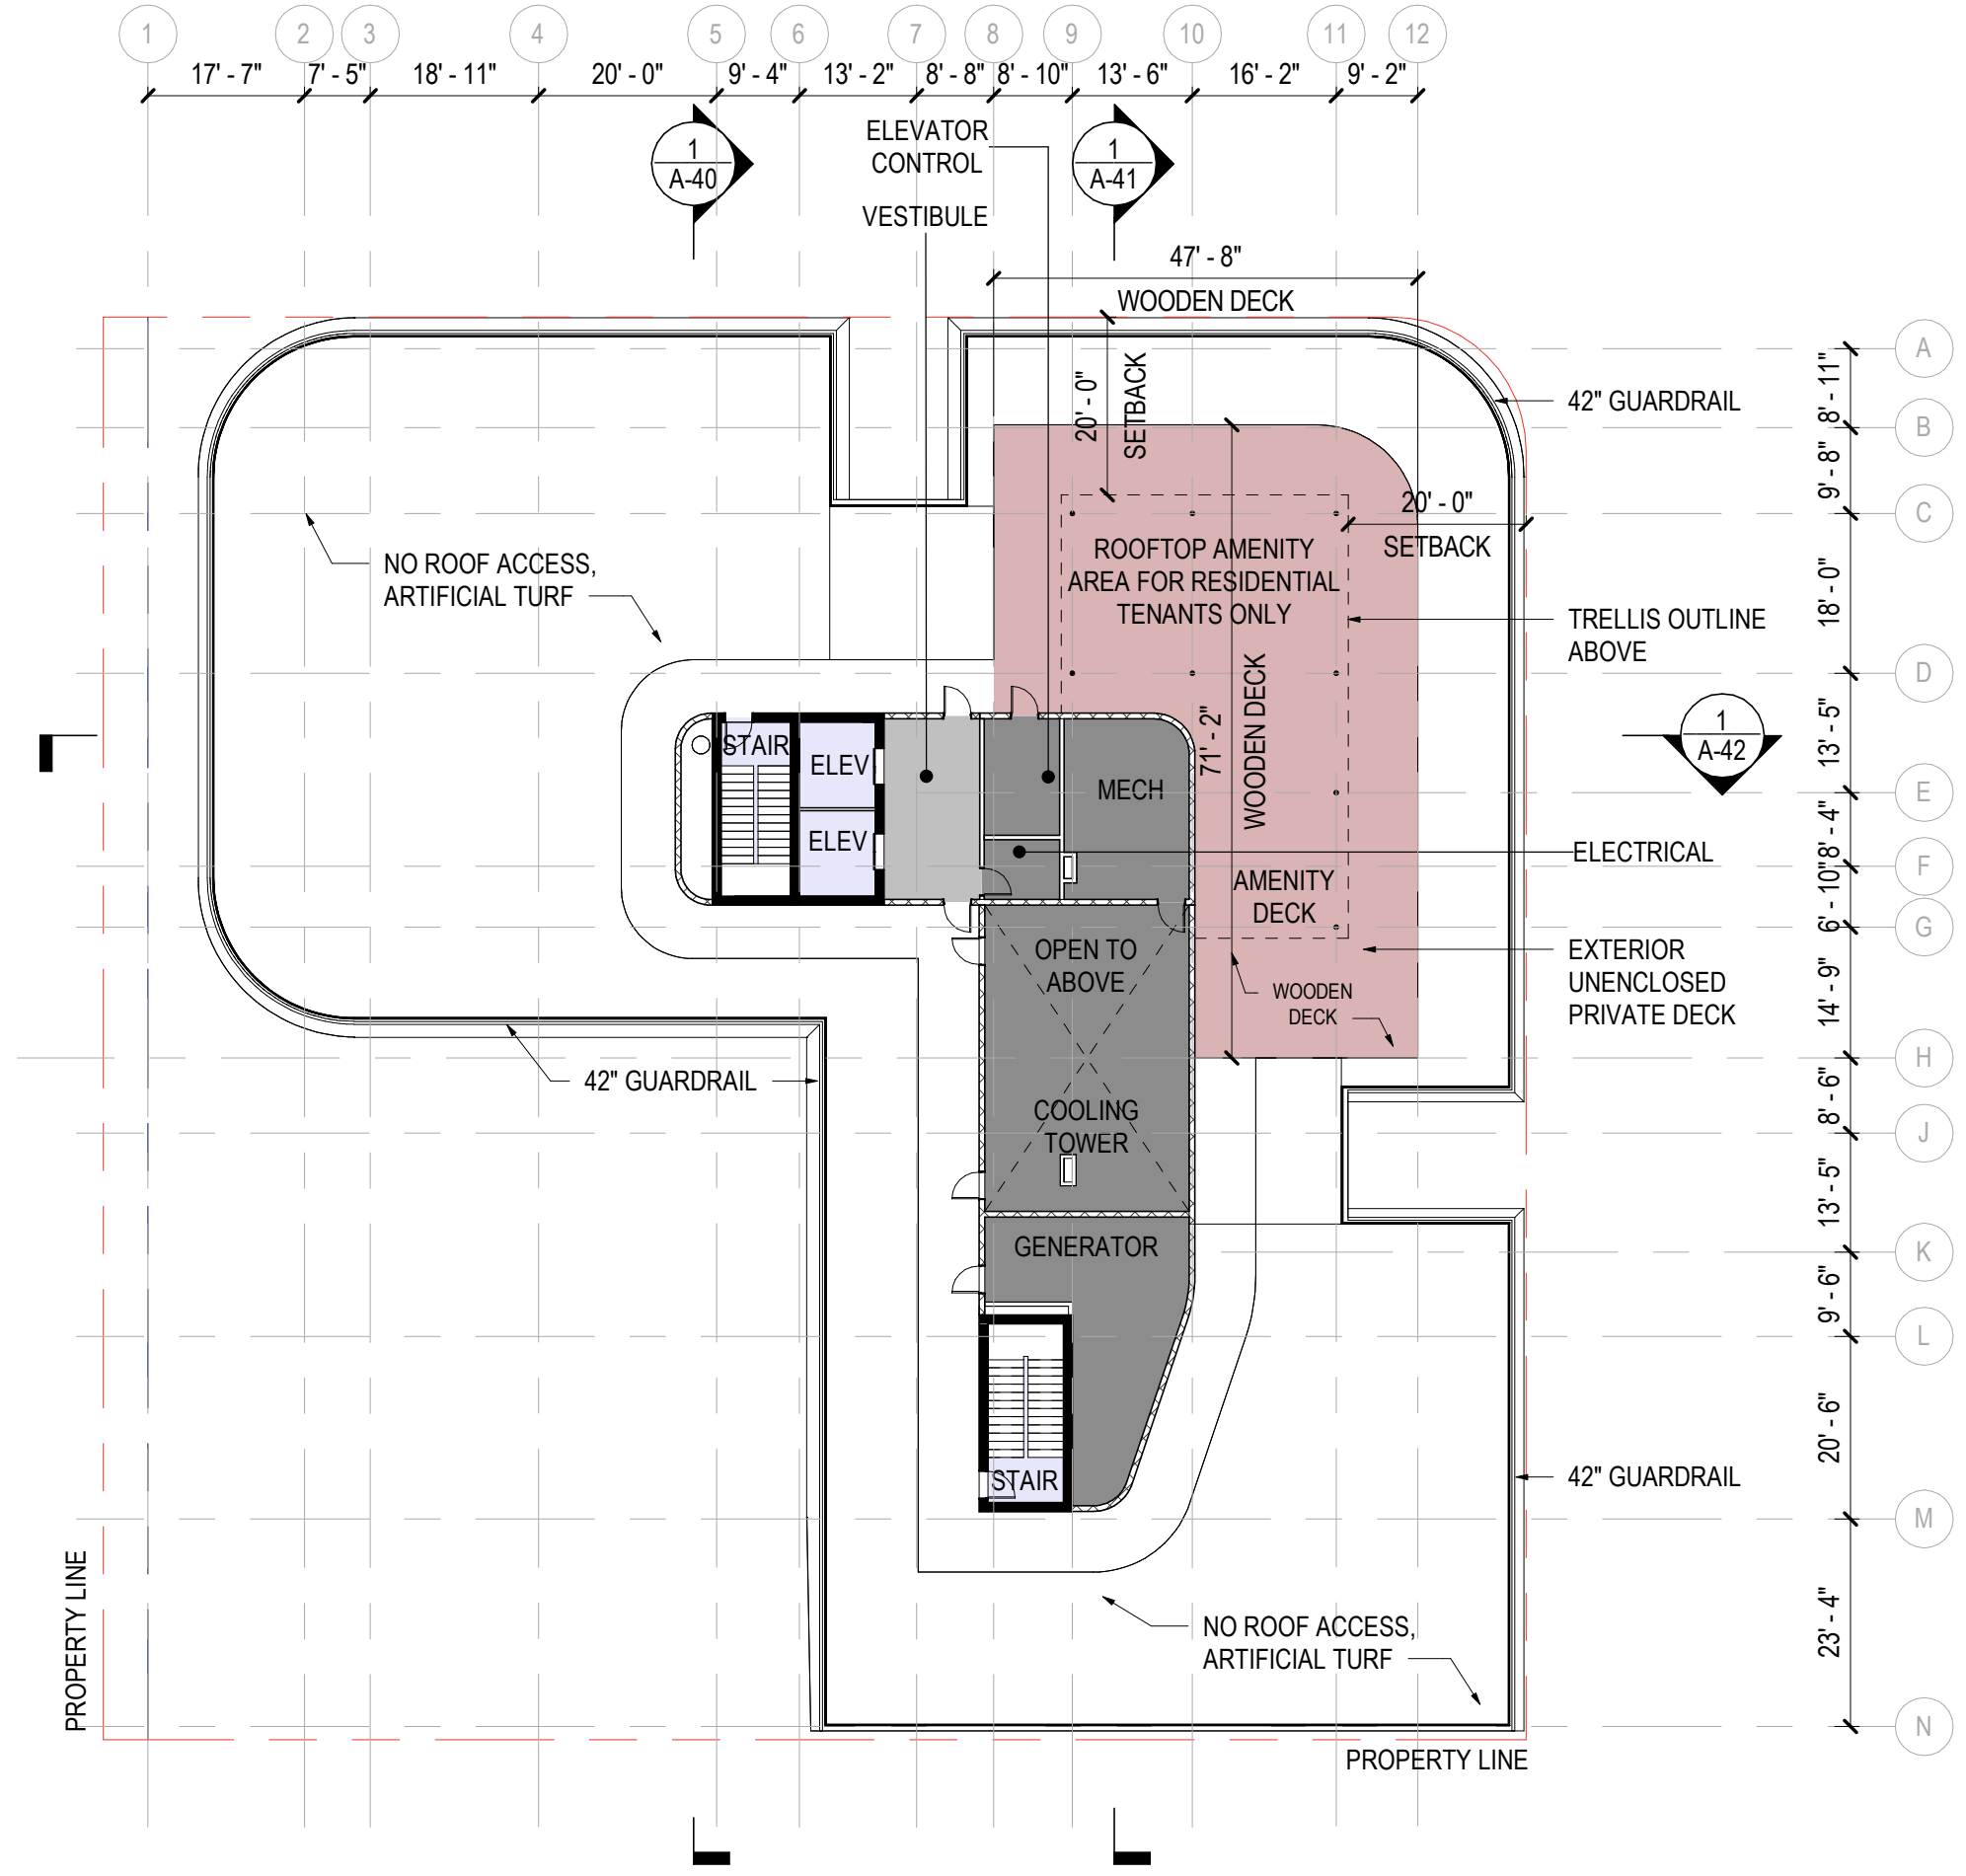 1 2 3 4 5 6 7 8 9 10 11 12
17' - 7" 7' - 5" 18' - 11" 20' - 0" 9' - 4" 13' - 2" 8' - 8" 8' - 10" 13' - 6" 16' - 2" 9' - 2"
ELEVATOR
CONTROL
1
A-40
1
A-41
VESTIBULE
47' - 8"
WOODEN DECK
A
8' - 11"
20' - 0"
SETBACK
42" GUARDRAIL
B
9' - 8"
20' - 0"
SETBACK
C
NO ROOF ACCESS,
ARTIFICIAL TURF
ROOFTOP AMENITY
AREA FOR RESIDENTIAL
TENANTS ONLY
18' - 0"
TRELLIS OUTLINE
ABOVE
D
71' - 2"
WOODEN DECK
13' - 5"
1
A-42
STAIR
ELEV
MECH
E
ELEV
8' - 4"
ELECTRICAL
F
AMENITY
DECK
6' - 10"
G
OPEN TO
ABOVE
EXTERIOR
UNENCLOSED
PRIVATE DECK
WOODEN
DECK
14' - 9"
H
42" GUARDRAIL
8' - 6"
COOLING
TOWER
J
13' - 5"
GENERATOR
K
9' - 6"
L
20' - 6"
STAIR
42" GUARDRAIL
M
NO ROOF ACCESS,
ARTIFICIAL TURF
23' - 4"
PROPERTY LINE
N
PROPERTY LINE